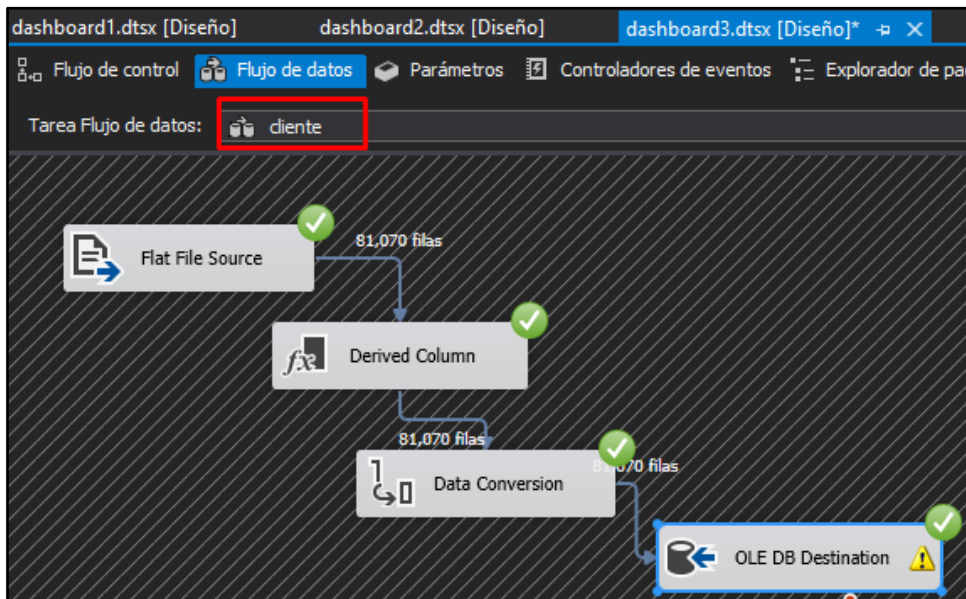 dashboard1.dtsx [Diseño] dashboard2.dtsx [Diseño] dashboard3.dtsx [Diseño]*
Flujo de control Flujo de datos Parámetros Controladores de eventos Explorador de pa
Tarea Flujo de datos: cliente
Flat File Source
81,070 filas
Derived Column
81,070 filas
Data Conversion
81,070 filas
OLE DB Destination